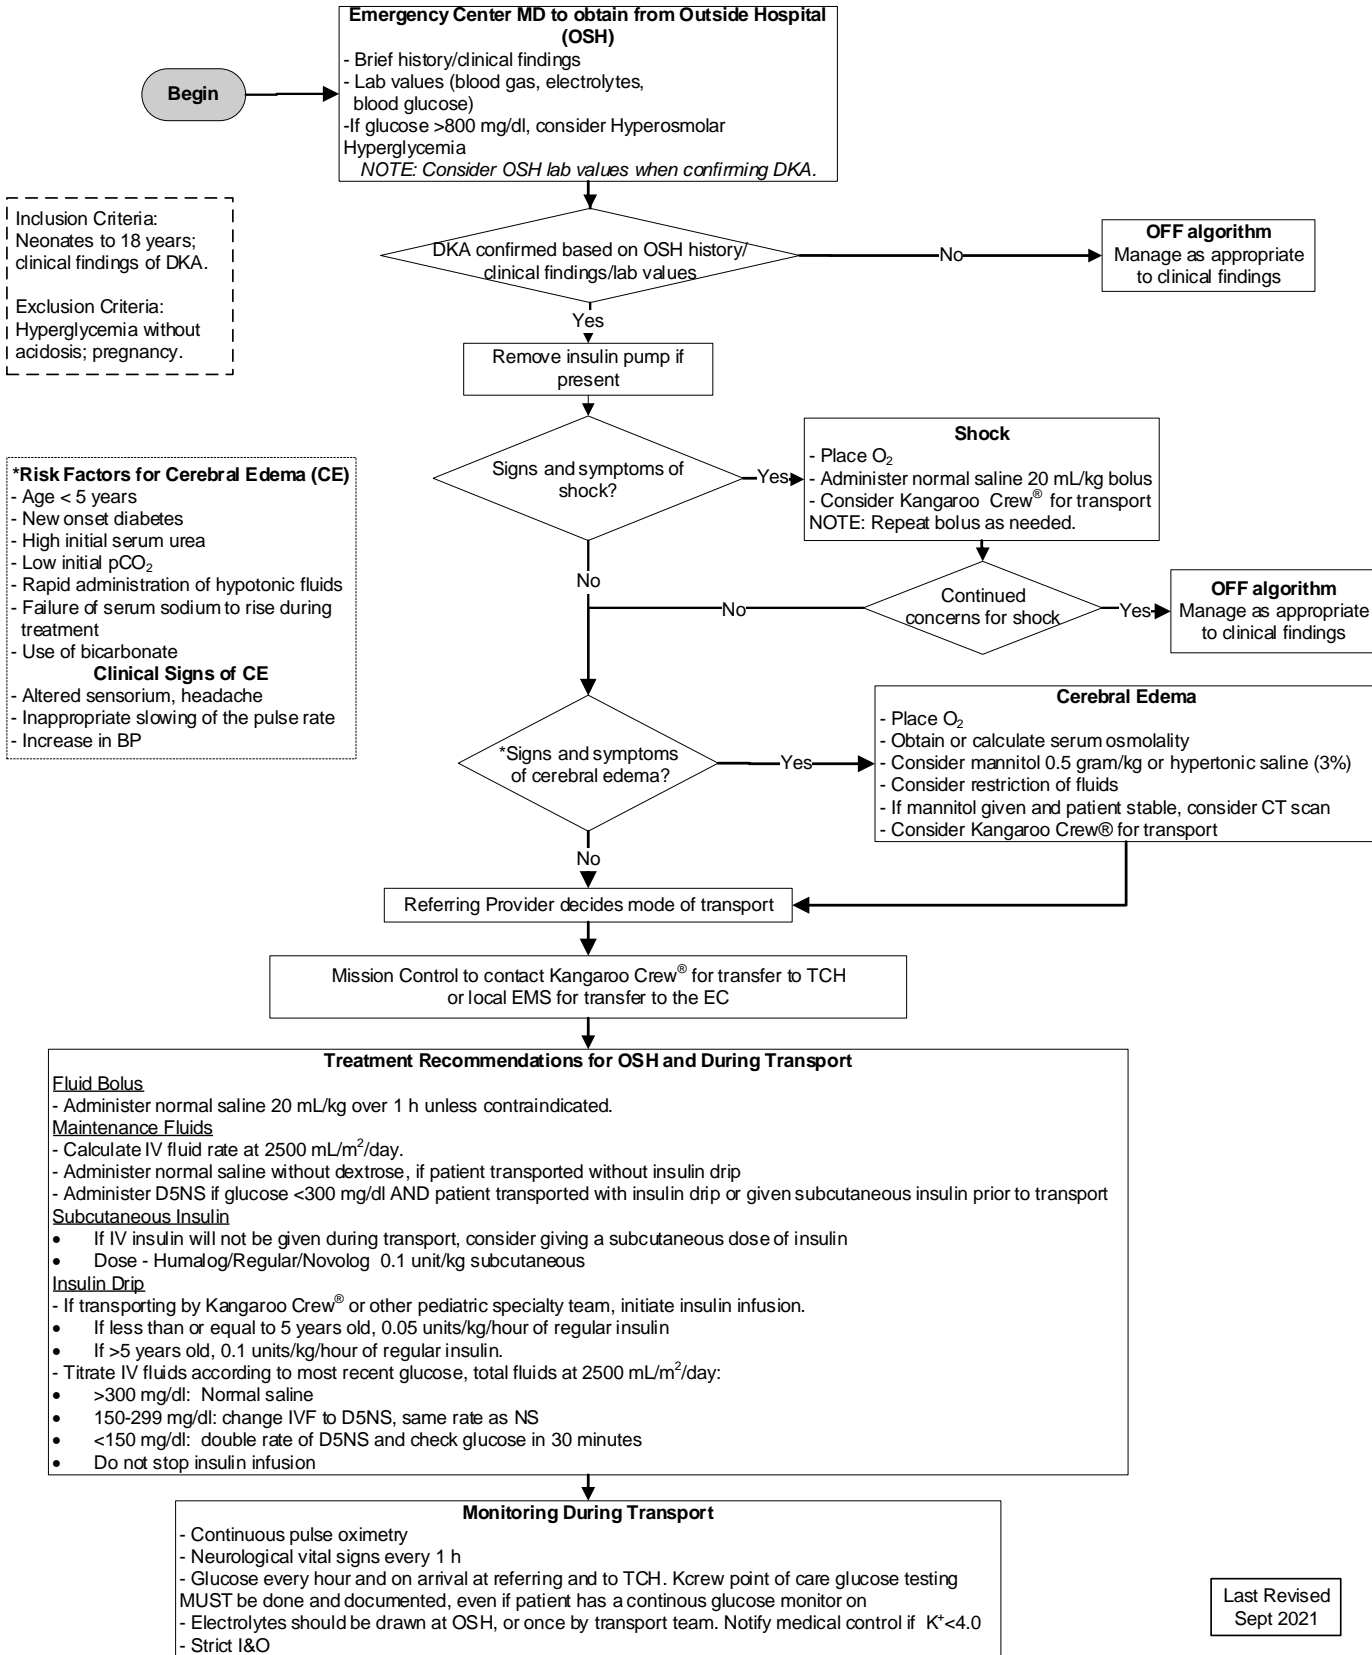 Emergency Center MD to obtain from Outside Hospital
(OSH)
- Brief history/clinical findings
- Lab values (blood gas, electrolytes,
blood glucose)
-If glucose >800 mg/dl, consider Hyperosmolar
Hyperglycemia
NOTE: Consider OSH lab values when confirming DKA.
Begin
Inclusion Criteria:
Neonates to 18 years;
clinical findings of DKA.
Exclusion Criteria:
Hyperglycemia without
acidosis; pregnancy.
DKA confirmed based on OSH history/
clinical findings/lab values
No
OFF algorithm
Manage as appropriate
to clinical findings
Yes
Remove insulin pump if
present
Signs and symptoms of
shock?
Yes
Shock
- Place O₂
- Administer normal saline 20 mL/kg bolus
- Consider Kangaroo Crew® for transport
NOTE: Repeat bolus as needed.
No
Continued
concerns for shock
No
Yes
OFF algorithm
Manage as appropriate
to clinical findings
*Risk Factors for Cerebral Edema (CE)
- Age < 5 years
- New onset diabetes
- High initial serum urea
- Low initial pCO₂
- Rapid administration of hypotonic fluids
- Failure of serum sodium to rise during
treatment
- Use of bicarbonate
Clinical Signs of CE
- Altered sensorium, headache
- Inappropriate slowing of the pulse rate
- Increase in BP
*Signs and symptoms
of cerebral edema?
Yes
Cerebral Edema
- Place O₂
- Obtain or calculate serum osmolality
- Consider mannitol 0.5 gram/kg or hypertonic saline (3%)
- Consider restriction of fluids
- If mannitol given and patient stable, consider CT scan
- Consider Kangaroo Crew® for transport
No
Referring Provider decides mode of transport
Mission Control to contact Kangaroo Crew® for transfer to TCH
or local EMS for transfer to the EC
Treatment Recommendations for OSH and During Transport
Fluid Bolus
- Administer normal saline 20 mL/kg over 1 h unless contraindicated.
Maintenance Fluids
- Calculate IV fluid rate at 2500 mL/m²/day.
- Administer normal saline without dextrose, if patient transported without insulin drip
- Administer D5NS if glucose <300 mg/dl AND patient transported with insulin drip or given subcutaneous insulin prior to transport
Subcutaneous Insulin
• If IV insulin will not be given during transport, consider giving a subcutaneous dose of insulin
• Dose - Humalog/Regular/Novolog 0.1 unit/kg subcutaneous
Insulin Drip
- If transporting by Kangaroo Crew® or other pediatric specialty team, initiate insulin infusion.
• If less than or equal to 5 years old, 0.05 units/kg/hour of regular insulin
• If >5 years old, 0.1 units/kg/hour of regular insulin.
- Titrate IV fluids according to most recent glucose, total fluids at 2500 mL/m²/day:
• >300 mg/dl: Normal saline
• 150-299 mg/dl: change IVF to D5NS, same rate as NS
• <150 mg/dl: double rate of D5NS and check glucose in 30 minutes
• Do not stop insulin infusion
Monitoring During Transport
- Continuous pulse oximetry
- Neurological vital signs every 1 h
- Glucose every hour and on arrival at referring and to TCH. Kcrew point of care glucose testing
MUST be done and documented, even if patient has a continous glucose monitor on
- Electrolytes should be drawn at OSH, or once by transport team. Notify medical control if K⁺<4.0
- Strict I&O
Last Revised
Sept 2021